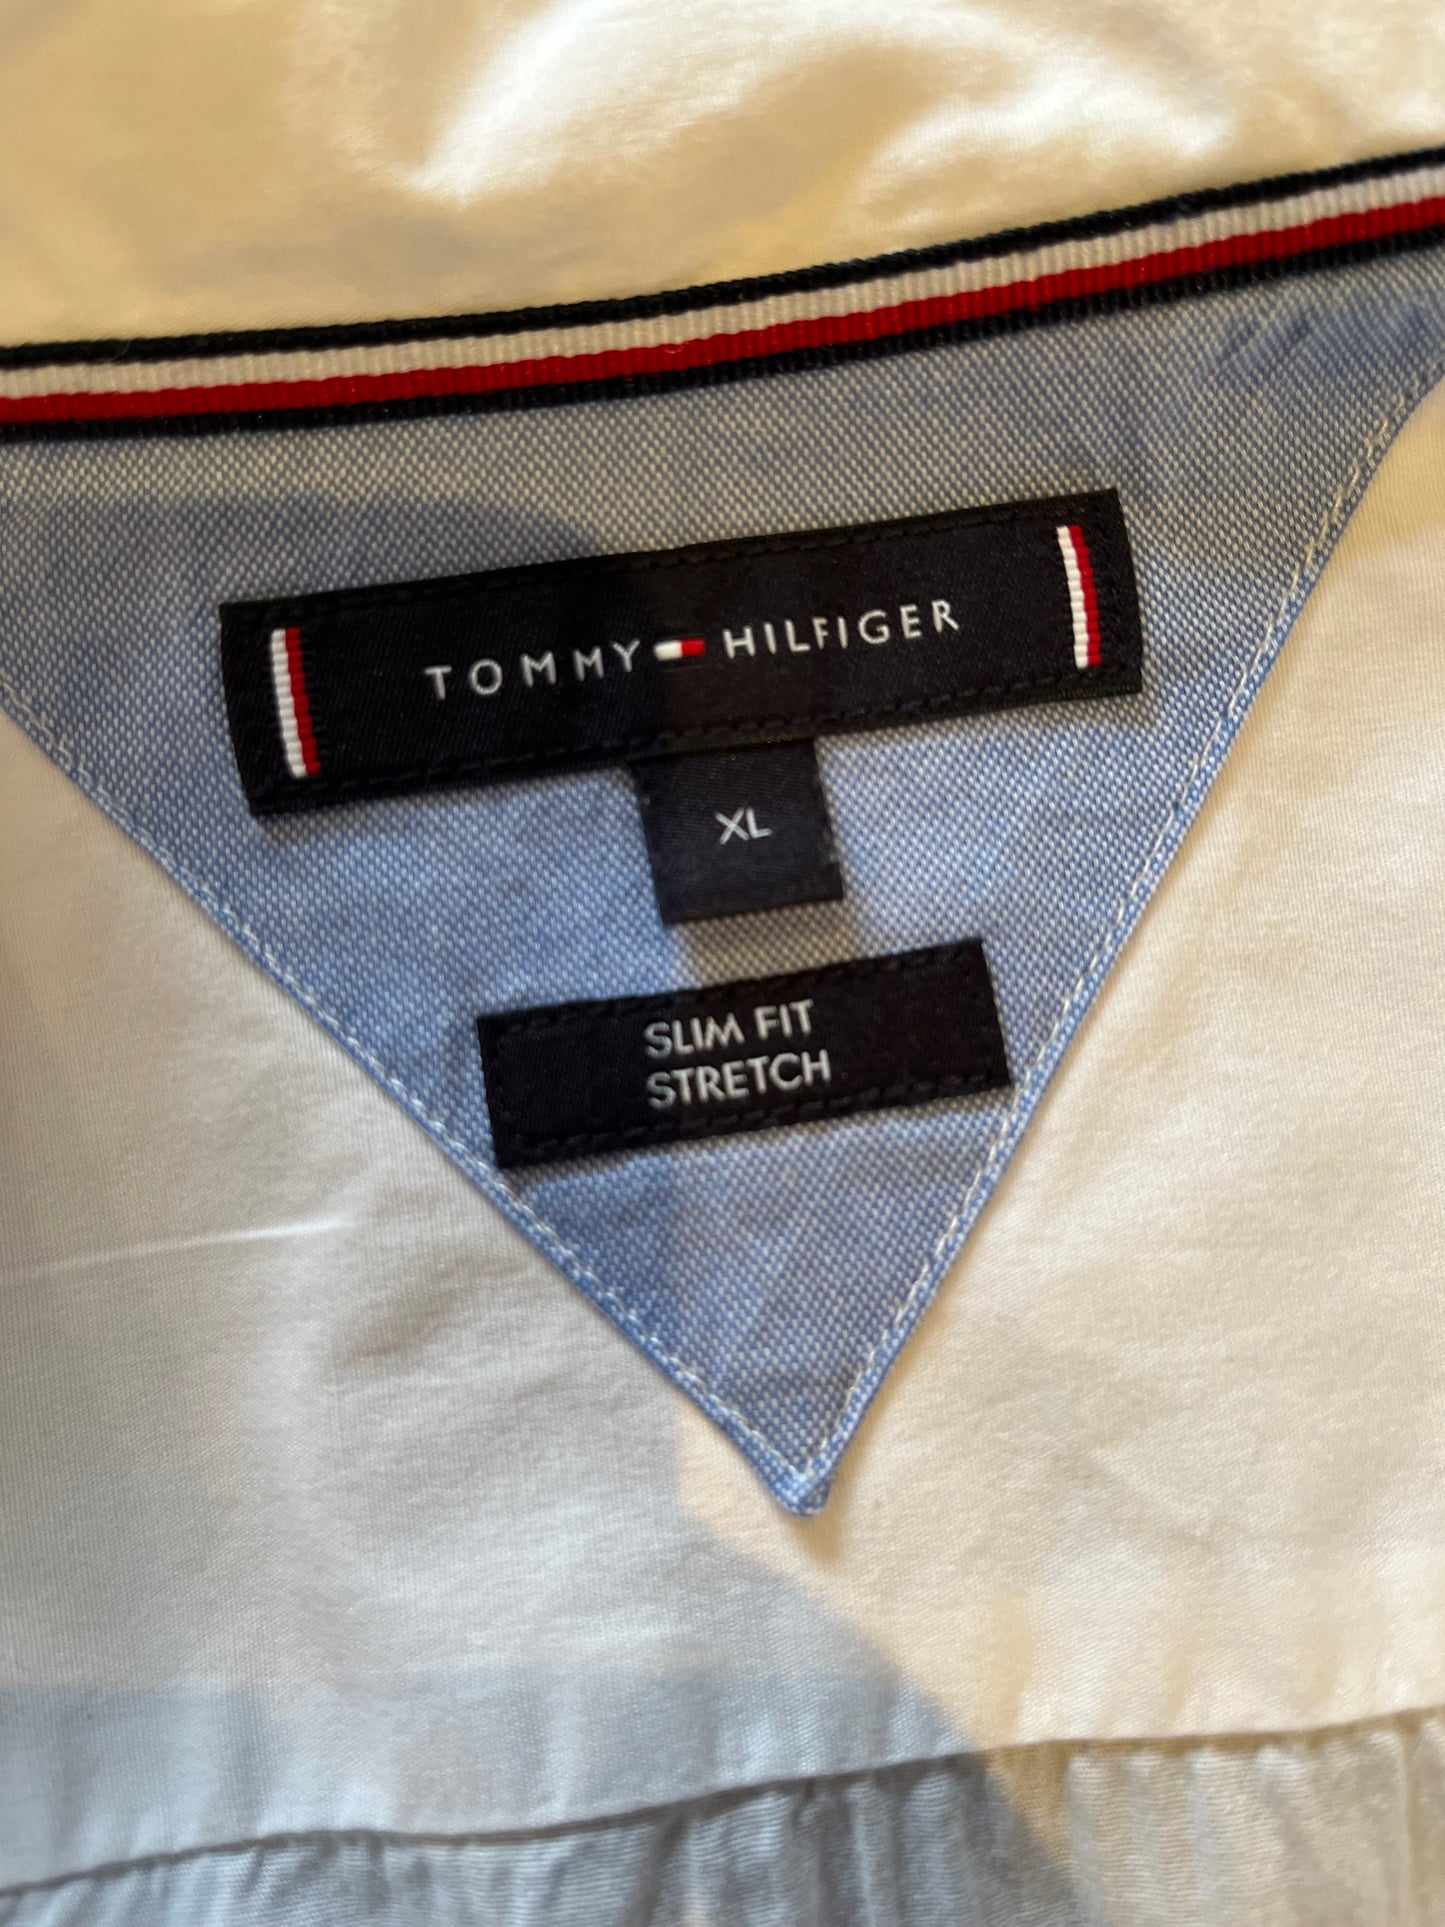 TOMMY HILFIGER
XL
SLIM FIT
STRETCH